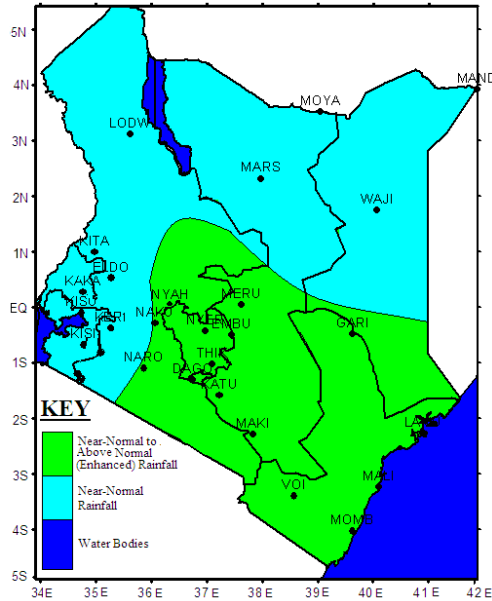 5N
4N
MAND
MOYA
LODW
3N
MARS
2N
WAJI
1N
KITA
ELDO
KAKA
NYAH
MERU
EQ
KISU
NAKU
KERI
EMBU
GARI
KISI
NARO
THIK
1S
DAGO
KATU
KEY
2S
MAKI
Near-Normal to
Above Normal
(Enhanced) Rainfall
3S
VOI
MALI
Near-Normal
Rainfall
MOMB
4S
Water Bodies
5S
34E 35E 36E 37E 38E 39E 40E 41E 42E